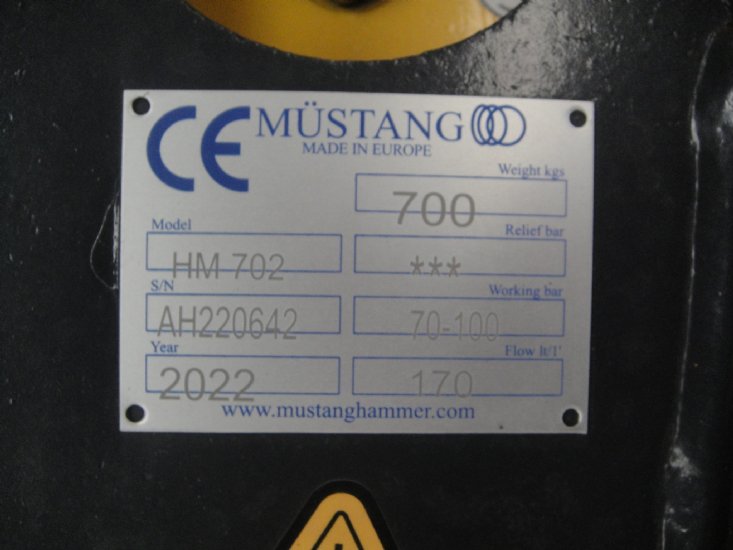 CE MÜSTANG
MADE IN EUROPE
Weight kgs
700
Model Relief bar
HM 702 ***
S/N Working bar
AH220642 70-100
Year Flow lt/1'
2022 170
www.mustanghammer.com